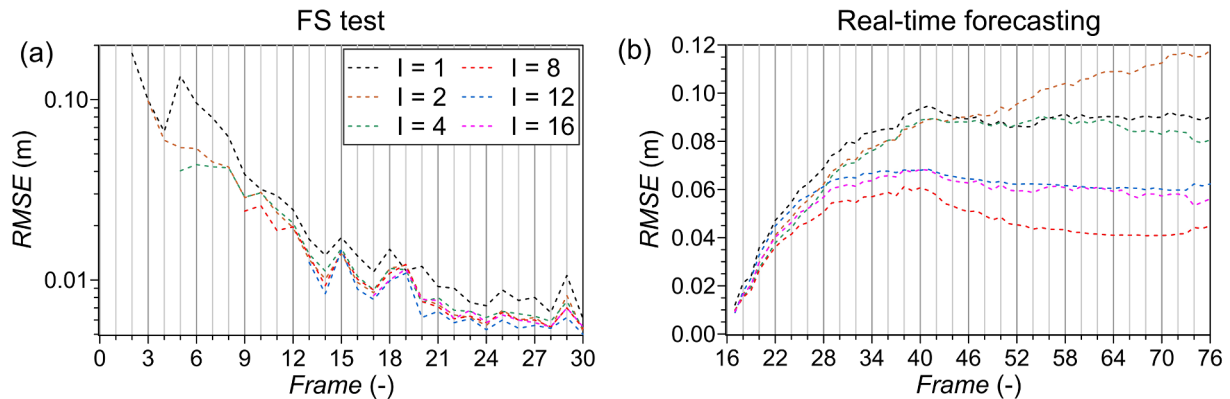 FS test
Real-time forecasting
(a)
(b)
RMSE (m)
0.10
0.01
I = 1
I = 8
I = 2
I = 12
I = 4
I = 16
0 3 6 9 12 15 18 21 24 27 30
Frame (-)
RMSE (m)
0.12
0.10
0.08
0.06
0.04
0.02
0.00
16 22 28 34 40 46 52 58 64 70 76
Frame (-)